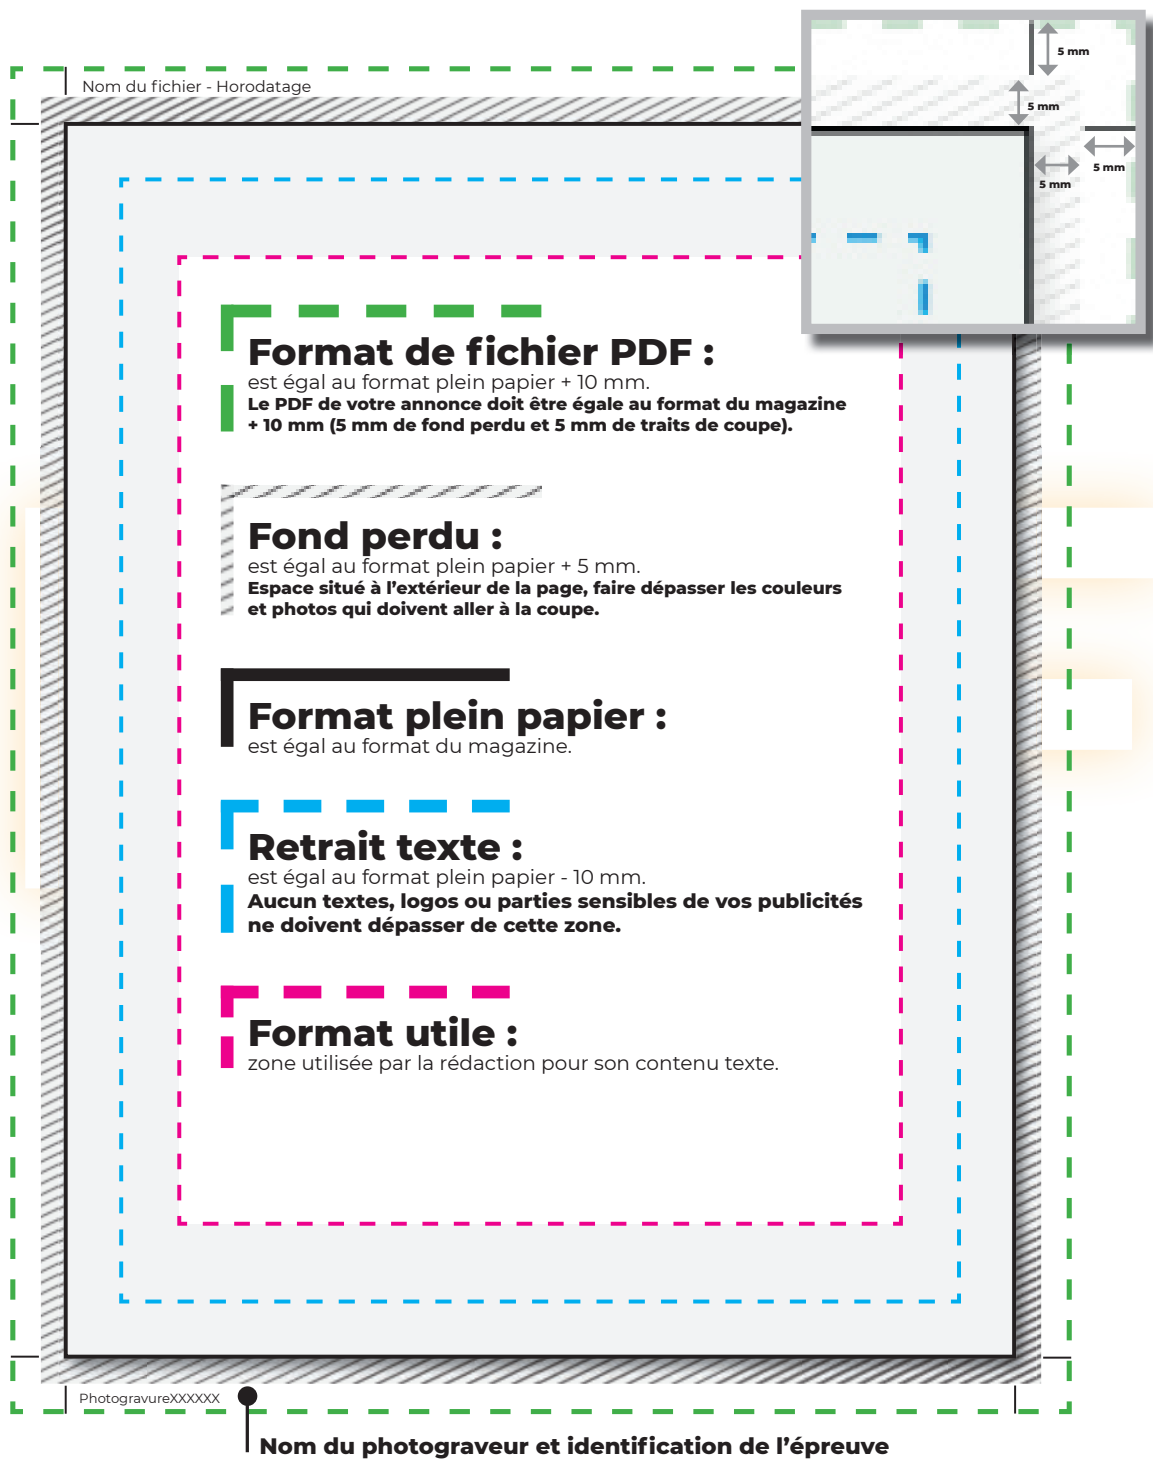 Nom du fichier - Horodatage
5 mm
5 mm
5 mm
5 mm
Format de fichier PDF :
est égal au format plein papier + 10 mm.
Le PDF de votre annonce doit être égale au format du magazine
+ 10 mm (5 mm de fond perdu et 5 mm de traits de coupe).
Fond perdu :
est égal au format plein papier + 5 mm.
Espace situé à l’extérieur de la page, faire dépasser les couleurs
et photos qui doivent aller à la coupe.
Format plein papier :
est égal au format du magazine.
Retrait texte :
est égal au format plein papier - 10 mm.
Aucun textes, logos ou parties sensibles de vos publicités
ne doivent dépasser de cette zone.
Format utile :
zone utilisée par la rédaction pour son contenu texte.
PhotogravureXXXXXX
Nom du photograveur et identification de l’épreuve